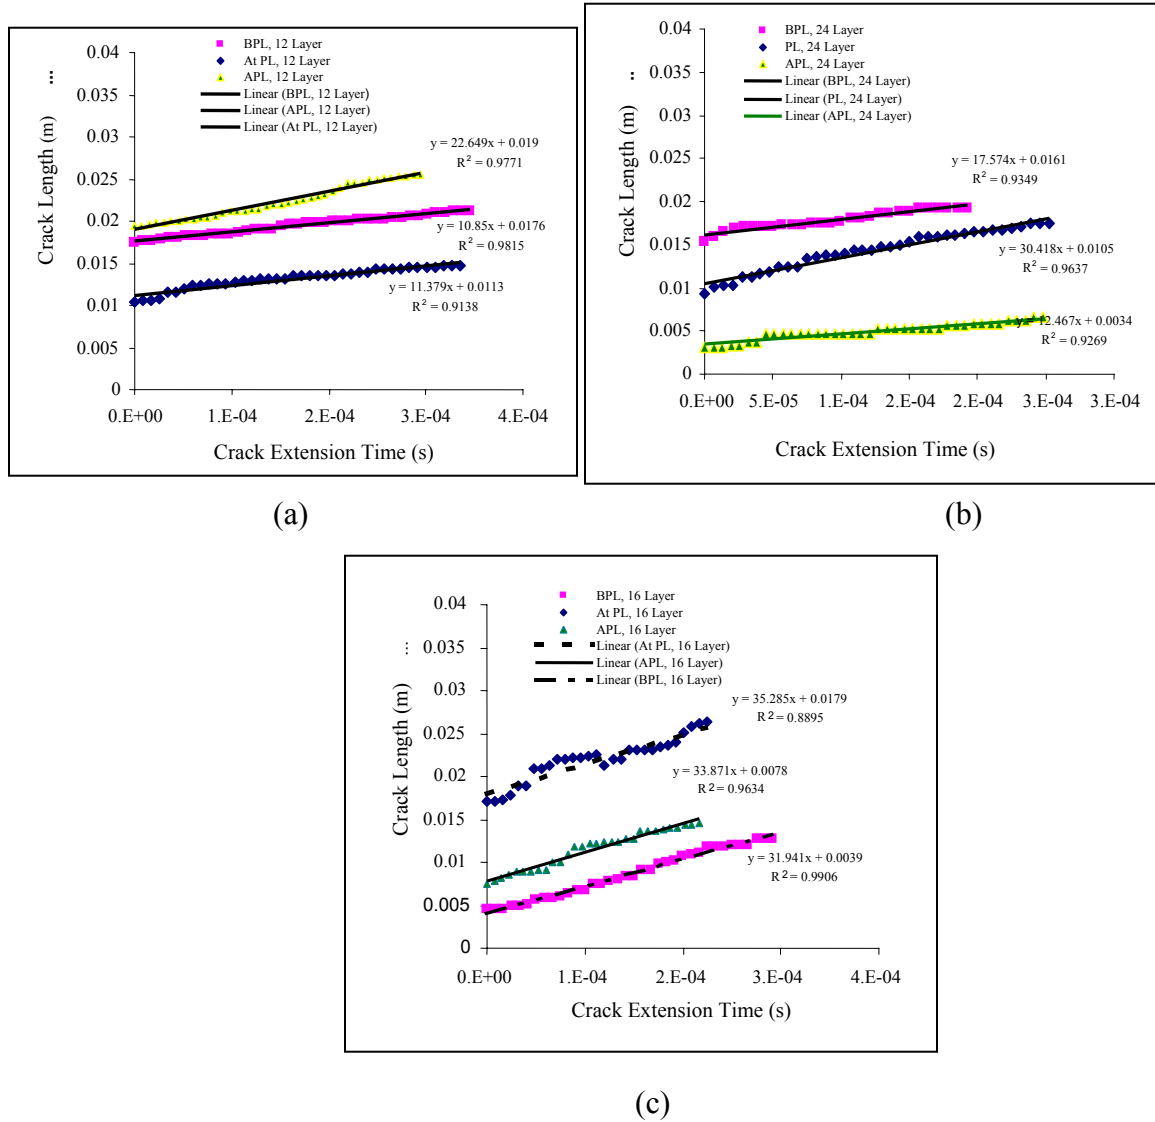 BPL, 12 Layer
At PL, 12 Layer
APL, 12 Layer
Linear (BPL, 12 Layer)
Linear (APL, 12 Layer)
Linear (At PL, 12 Layer)
0.04
0.035
0.03
0.025
0.02
0.015
0.01
0.005
0
Crack Length (m)
...
y = 22.649x + 0.019
R² = 0.9771
y = 10.85x + 0.0176
R² = 0.9815
y = 11.379x + 0.0113
R² = 0.9138
0.E+00 1.E-04 2.E-04 3.E-04 4.E-04
Crack Extension Time (s)
(a)
BPL, 24 Layer
PL, 24 Layer
APL, 24 Layer
Linear (BPL, 24 Layer)
Linear (PL, 24 Layer)
Linear (APL, 24 Layer)
0.04
0.035
0.03
0.025
0.02
0.015
0.01
0.005
0
Crack Length (m)
..
y = 17.574x + 0.0161
R² = 0.9349
y = 30.418x + 0.0105
R² = 0.9637
y = 12.467x + 0.0034
R² = 0.9269
0.E+00 5.E-05 1.E-04 2.E-04 2.E-04 3.E-04 3.E-04
Crack Extension Time (s)
(b)
BPL, 16 Layer
At PL, 16 Layer
APL, 16 Layer
Linear (At PL, 16 Layer)
Linear (APL, 16 Layer)
Linear (BPL, 16 Layer)
0.04
0.035
0.03
0.025
0.02
0.015
0.01
0.005
0
Crack Length (m)
...
y = 35.285x + 0.0179
R² = 0.8895
y = 33.871x + 0.0078
R² = 0.9634
y = 31.941x + 0.0039
R² = 0.9906
0.E+00 1.E-04 2.E-04 3.E-04 4.E-04
Crack Extension Time (s)
(c)